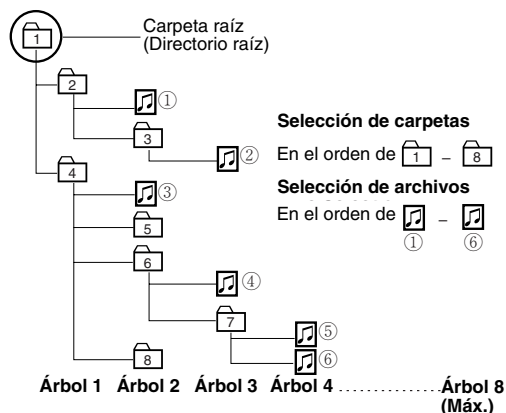 Carpeta raíz
(Directorio raíz)
1
2
①
3
②
4
③
5
6
④
7
⑤
⑥
8
Selección de carpetas
En el orden de 1 – 8
Selección de archivos
En el orden de –
① ⑥
Árbol 1 Árbol 2 Árbol 3 Árbol 4 ............... Árbol 8
(Máx.)